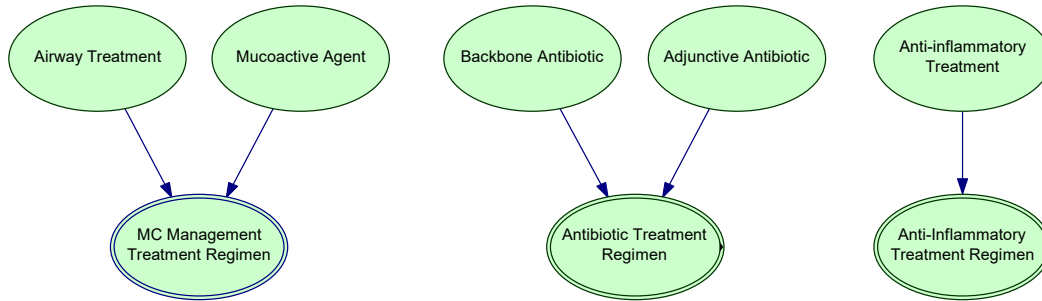 Airway Treatment
Mucoactive Agent
Backbone Antibiotic
Adjunctive Antibiotic
Anti-inflammatory
Treatment
MC Management
Treatment Regimen
Antibiotic Treatment
Regimen
Anti-Inflammatory
Treatment Regimen